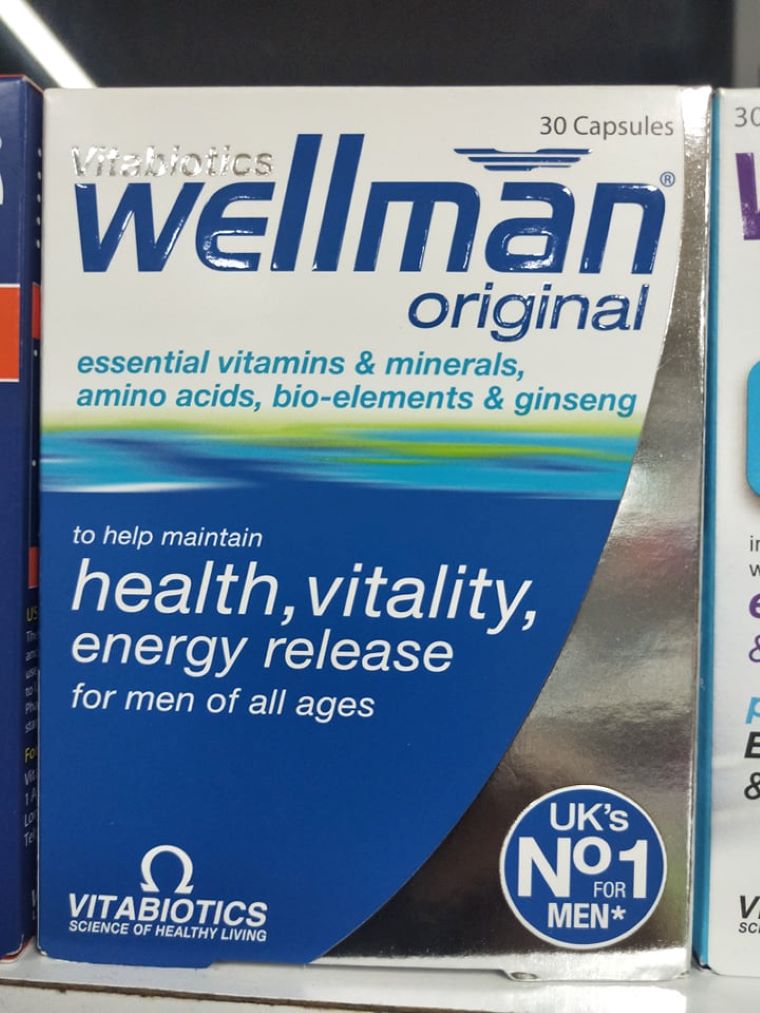 30 Capsules
Vitabiotics
wellman®
original
essential vitamins & minerals,
amino acids, bio-elements & ginseng
to help maintain
health, vitality,
energy release
for men of all ages
UK's
Nº1
FOR
MEN*
VITABIOTICS
SCIENCE OF HEALTHY LIVING
30
&
&